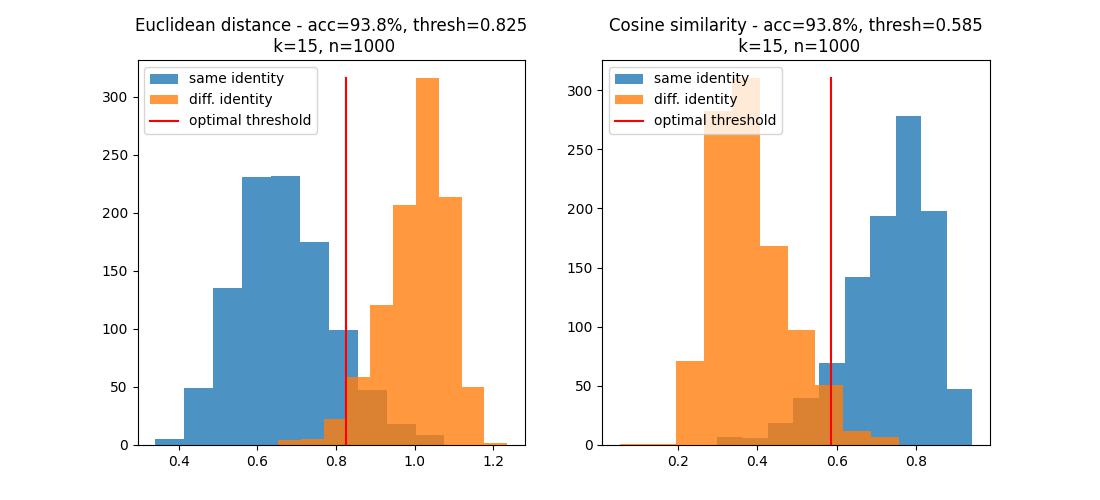 Euclidean distance - acc=93.8%, thresh=0.825
k=15, n=1000
same identity
diff. identity
optimal threshold
300
250
200
150
100
50
0
0.4
0.6
0.8
1.0
1.2
Cosine similarity - acc=93.8%, thresh=0.585
k=15, n=1000
same identity
diff. identity
optimal threshold
300
250
200
150
100
50
0
0.2
0.4
0.6
0.8